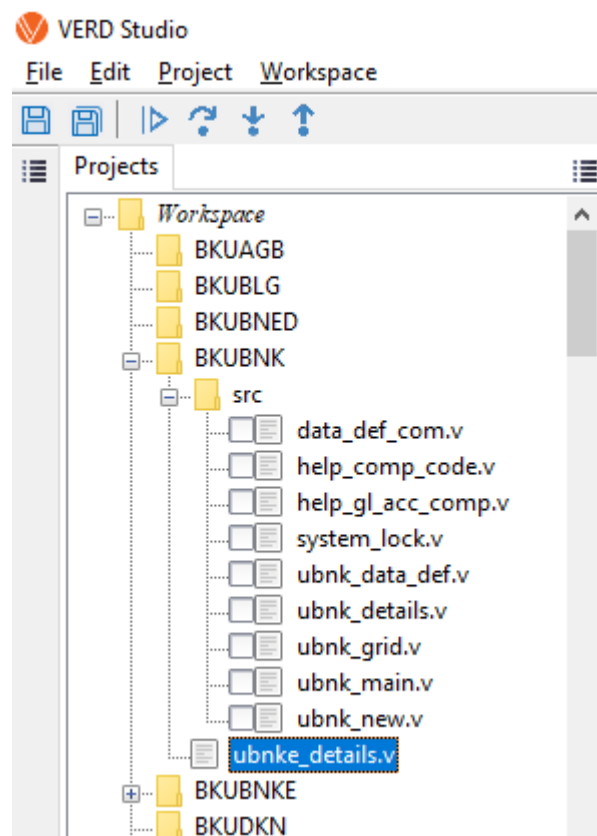 VERD Studio
File Edit Project Workspace
Projects
Workspace
BKUAGB
BKUBLG
BKUBNED
BKUBNK
src
data_def_com.v
help_comp_code.v
help_gl_acc_comp.v
system_lock.v
ubnk_data_def.v
ubnk_details.v
ubnk_grid.v
ubnk_main.v
ubnk_new.v
ubnke_details.v
BKUBNKE
BKUDKN